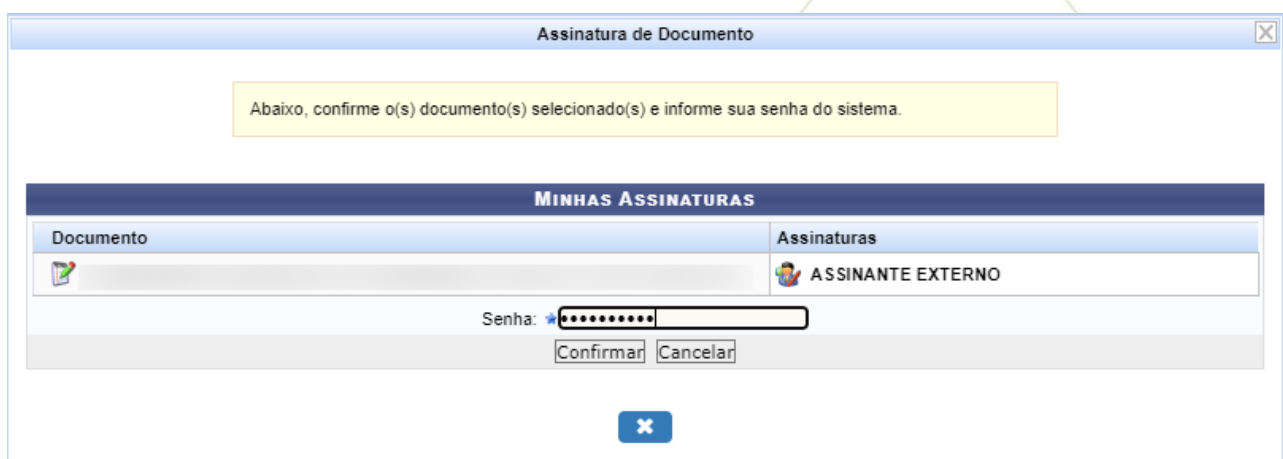 Assinatura de Documento
Abaixo, confirme o(s) documento(s) selecionado(s) e informe sua senha do sistema.
MINHAS ASSINATURAS
Documento Assinaturas
ASSINANTE EXTERNO
Senha: ••••••••••
Confirmar Cancelar